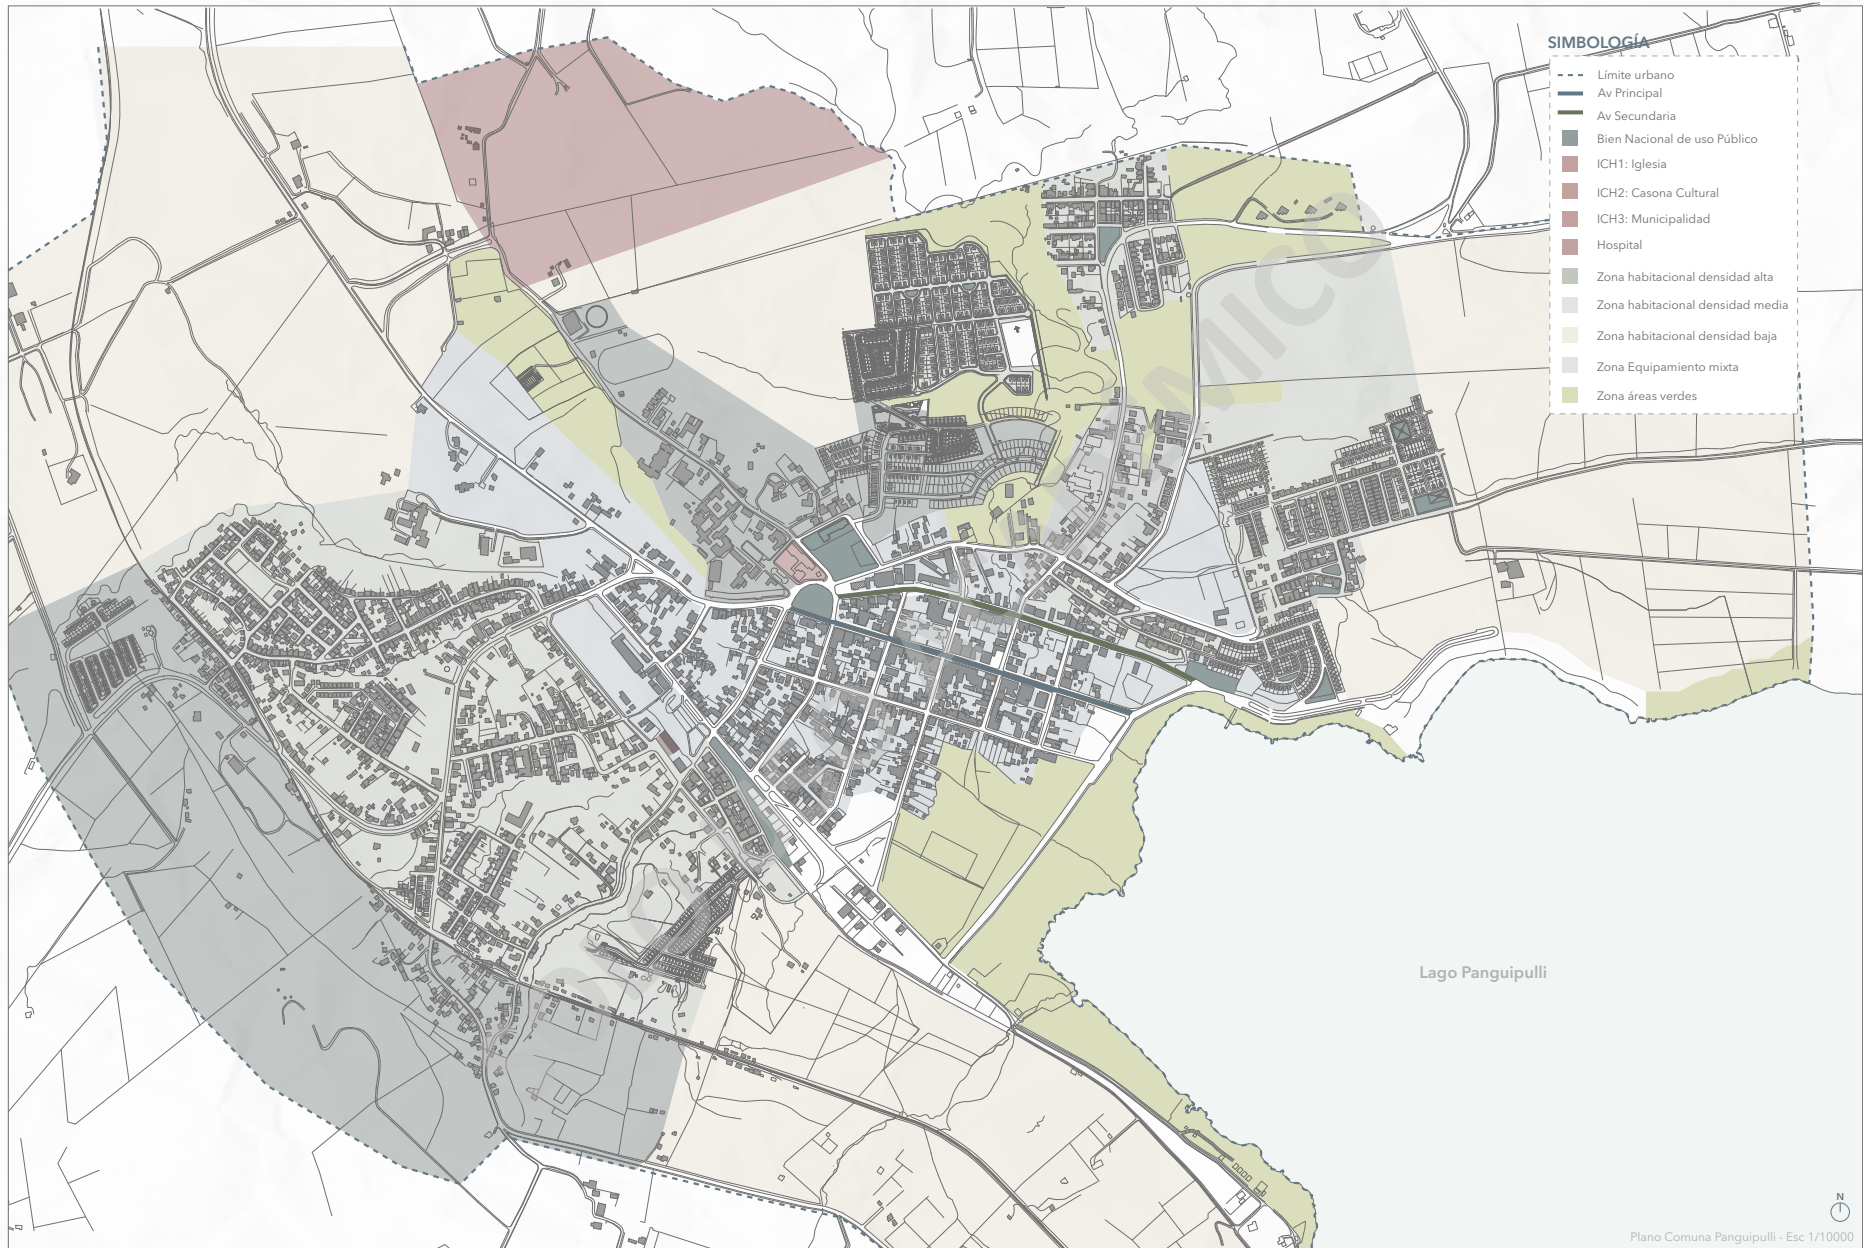 SIMBOLOGÍA
Límite urbano
Av Principal
Av Secundaria
Bien Nacional de uso Público
ICH1: Iglesia
ICH2: Casona Cultural
ICH3: Municipalidad
Hospital
Zona habitacional densidad alta
Zona habitacional densidad media
Zona habitacional densidad baja
Zona Equipamiento mixta
Zona áreas verdes
Lago Panguipulli
N
Plano Comuna Panguipulli - Esc 1/10000